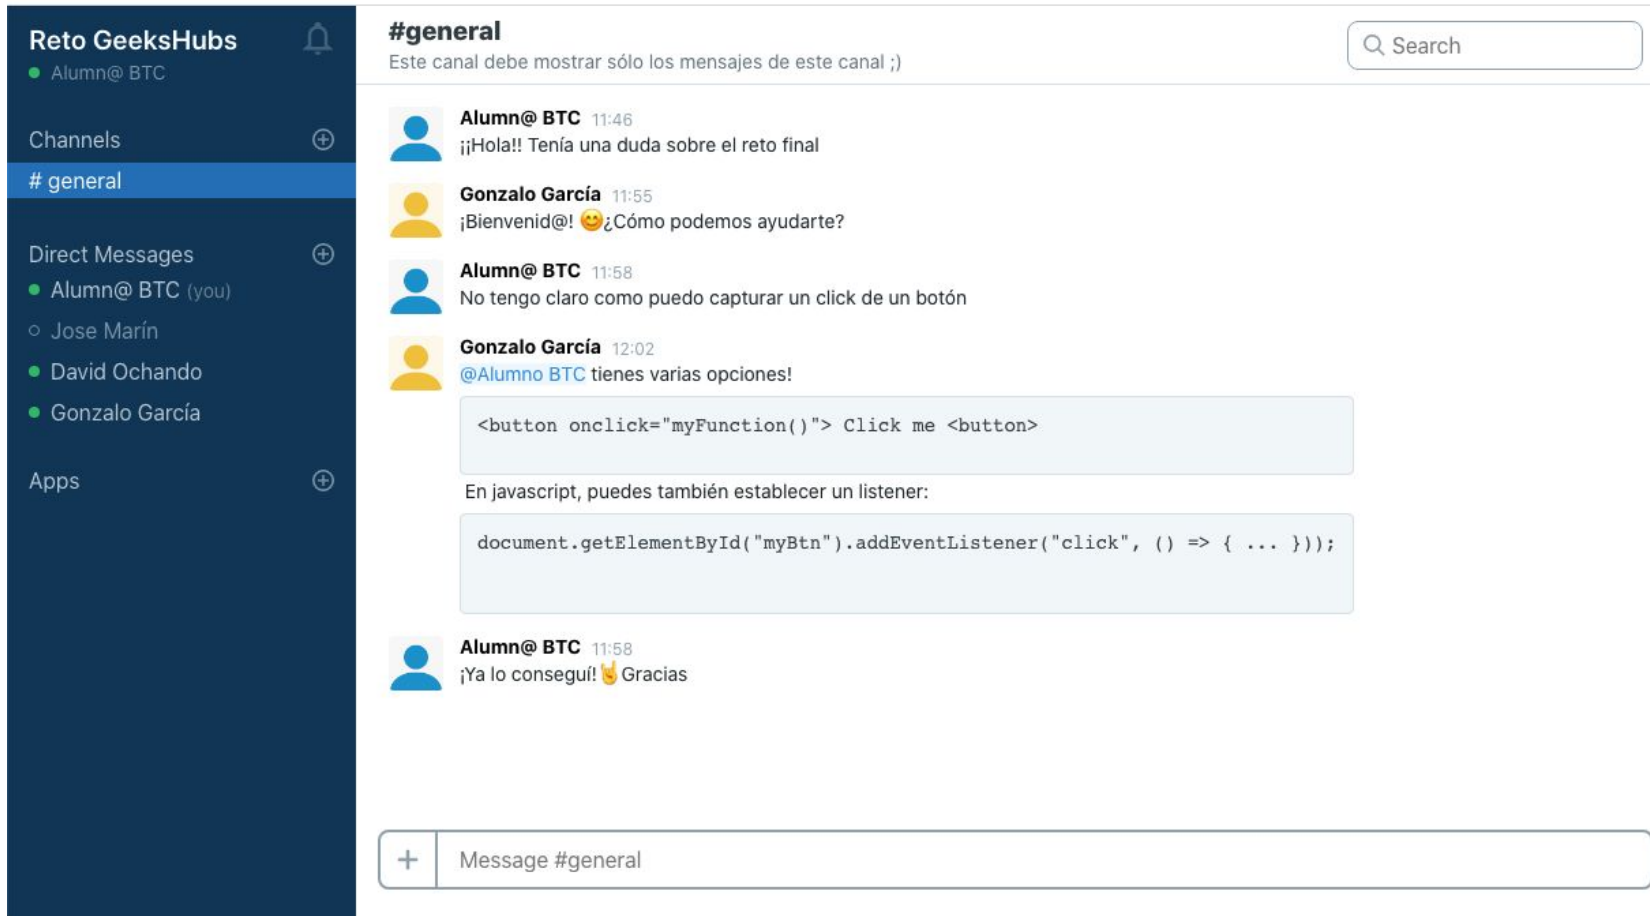 Reto GeeksHubs
Alumn@ BTC
Channels
# general
Direct Messages
Alumn@ BTC (you)
Jose Marín
David Ochando
Gonzalo García
Apps
#general
Este canal debe mostrar sólo los mensajes de este canal ;)
Search
Alumn@ BTC 11:46
¡¡Hola!! Tenía una duda sobre el reto final
Gonzalo García 11:55
¡Bienvenid@! 😊¿Cómo podemos ayudarte?
Alumn@ BTC 11:58
No tengo claro como puedo capturar un click de un botón
Gonzalo García 12:02
@Alumno BTC tienes varias opciones!
<button onclick="myFunction()"> Click me <button>
En javascript, puedes también establecer un listener:
document.getElementById("myBtn").addEventListener("click", () => { ... }));
Alumn@ BTC 11:58
¡Ya lo conseguí!🤘Gracias
Message #general